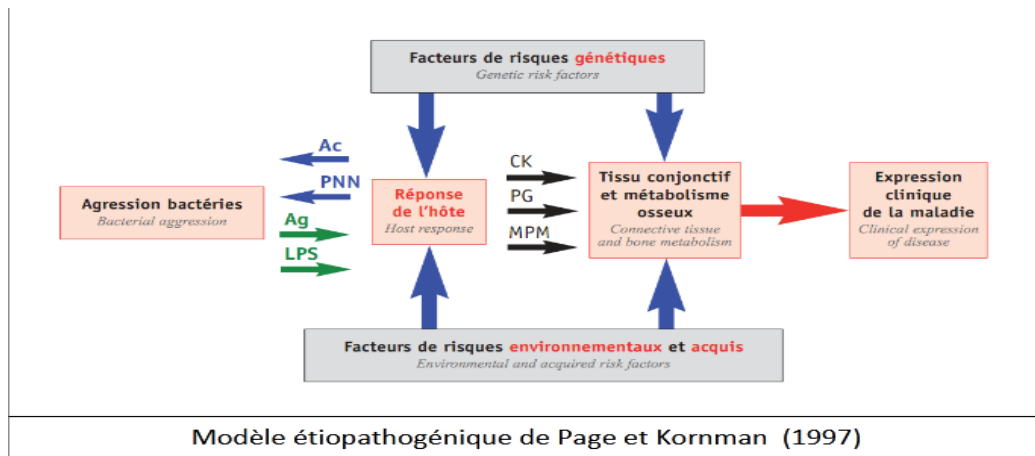 Facteurs de risques génétiques
Genetic risk factors
Ac
PNN
Ag
LPS
Agression bactéries
Bacterial aggression
Réponse
de l'hôte
Host response
CK
PG
MPM
Tissu conjonctif
et métabolisme
osseux
Connective tissue
and bone metabolism
Expression
clinique
de la maladie
Clinical expression
of disease
Facteurs de risques environnementaux et acquis
Environmental and acquired risk factors
Modèle étiopathogénique de Page et Kornman (1997)